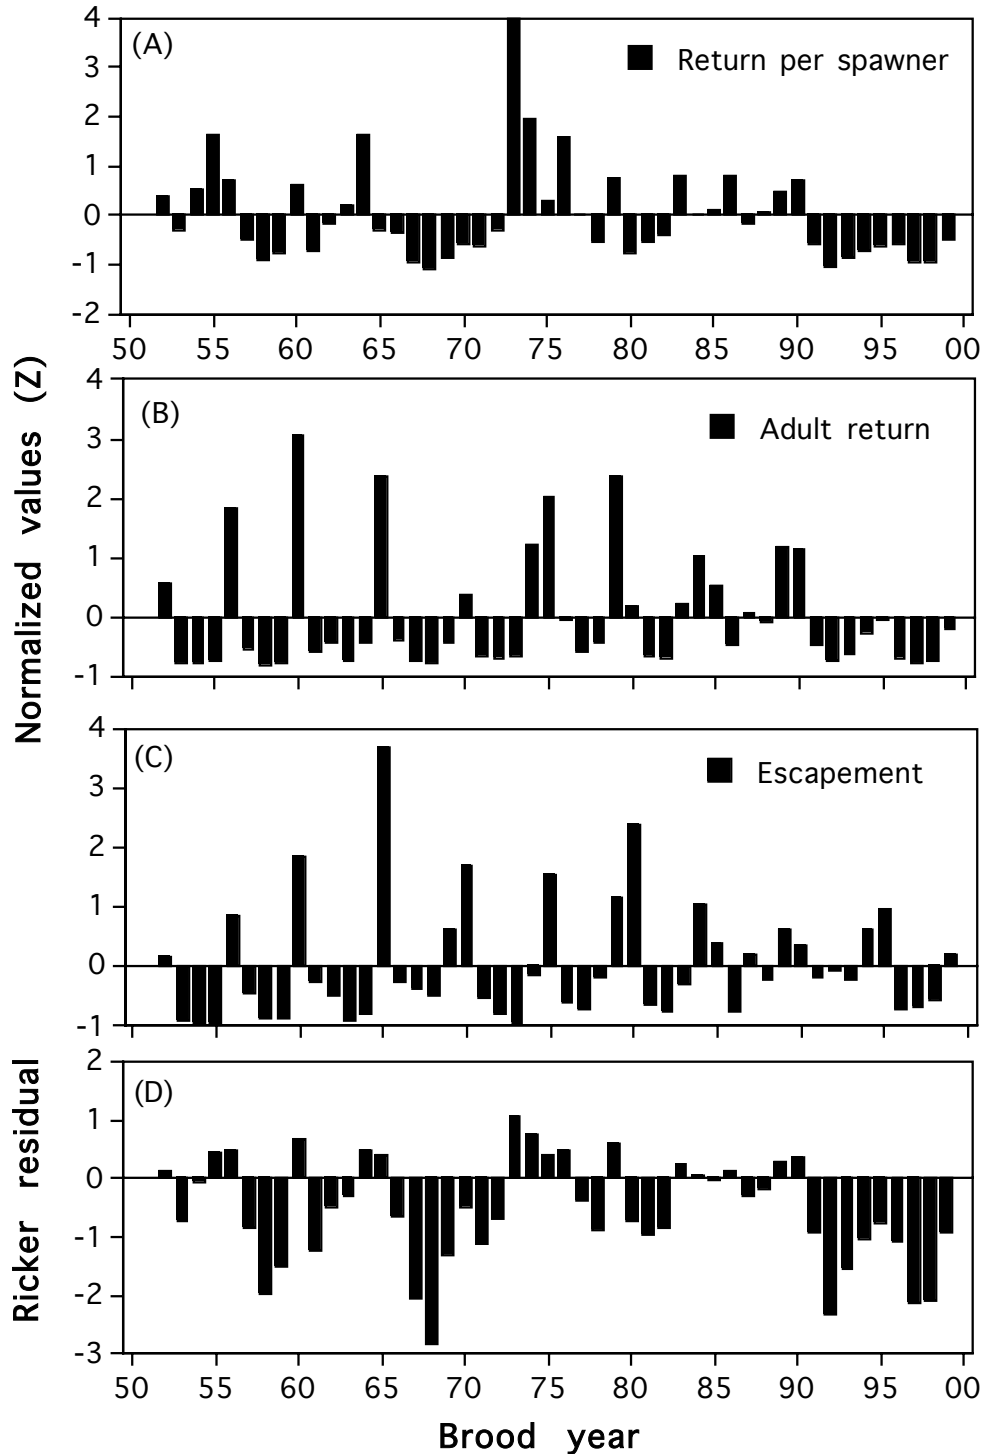 (A)
Return per spawner
4
3
2
1
0
-1
-2
50 55 60 65 70 75 80 85 90 95 00
Normalized values (Z)
(B)
Adult return
4
3
2
1
0
-1
(C)
Escapement
4
3
2
1
0
-1
Ricker residual
(D)
2
1
0
-1
-2
-3
50 55 60 65 70 75 80 85 90 95 00
Brood year